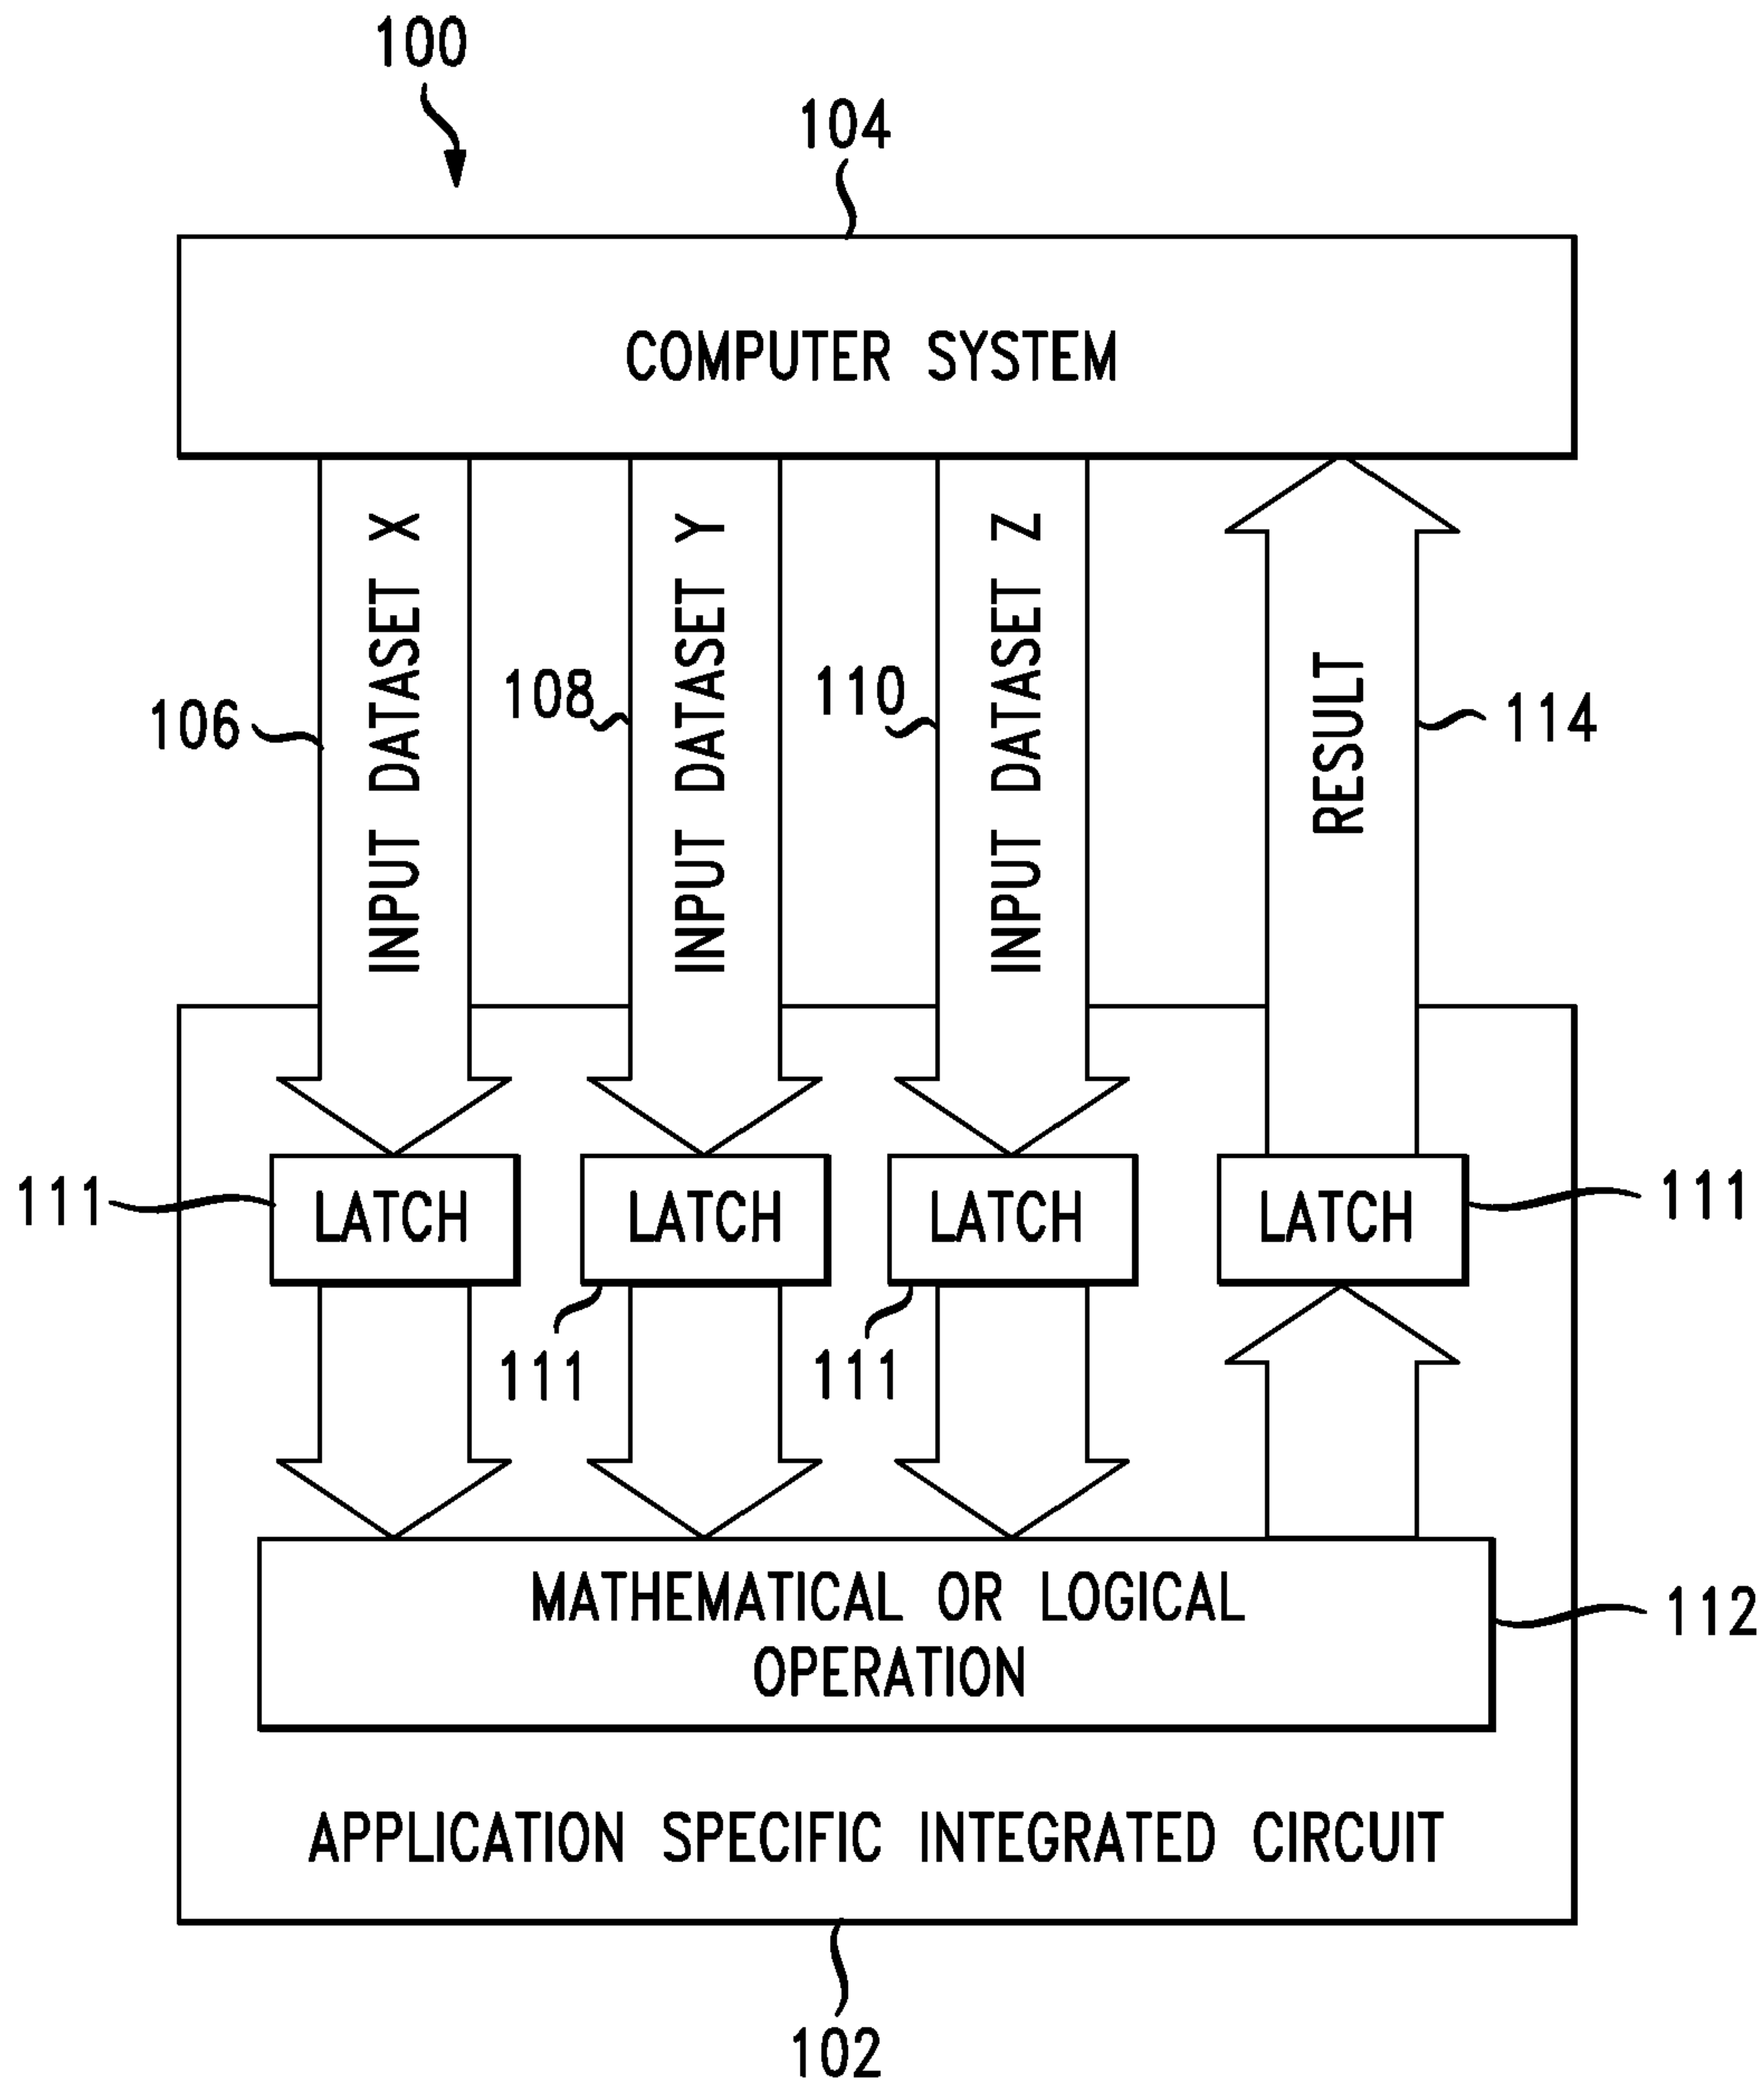 100
104
COMPUTER SYSTEM
INPUT DATASET X
INPUT DATASET Y
INPUT DATASET Z
RESULT
106
108
110
114
111
LATCH
LATCH
LATCH
LATCH
111
111
111
MATHEMATICAL OR LOGICAL
OPERATION
112
APPLICATION SPECIFIC INTEGRATED CIRCUIT
102